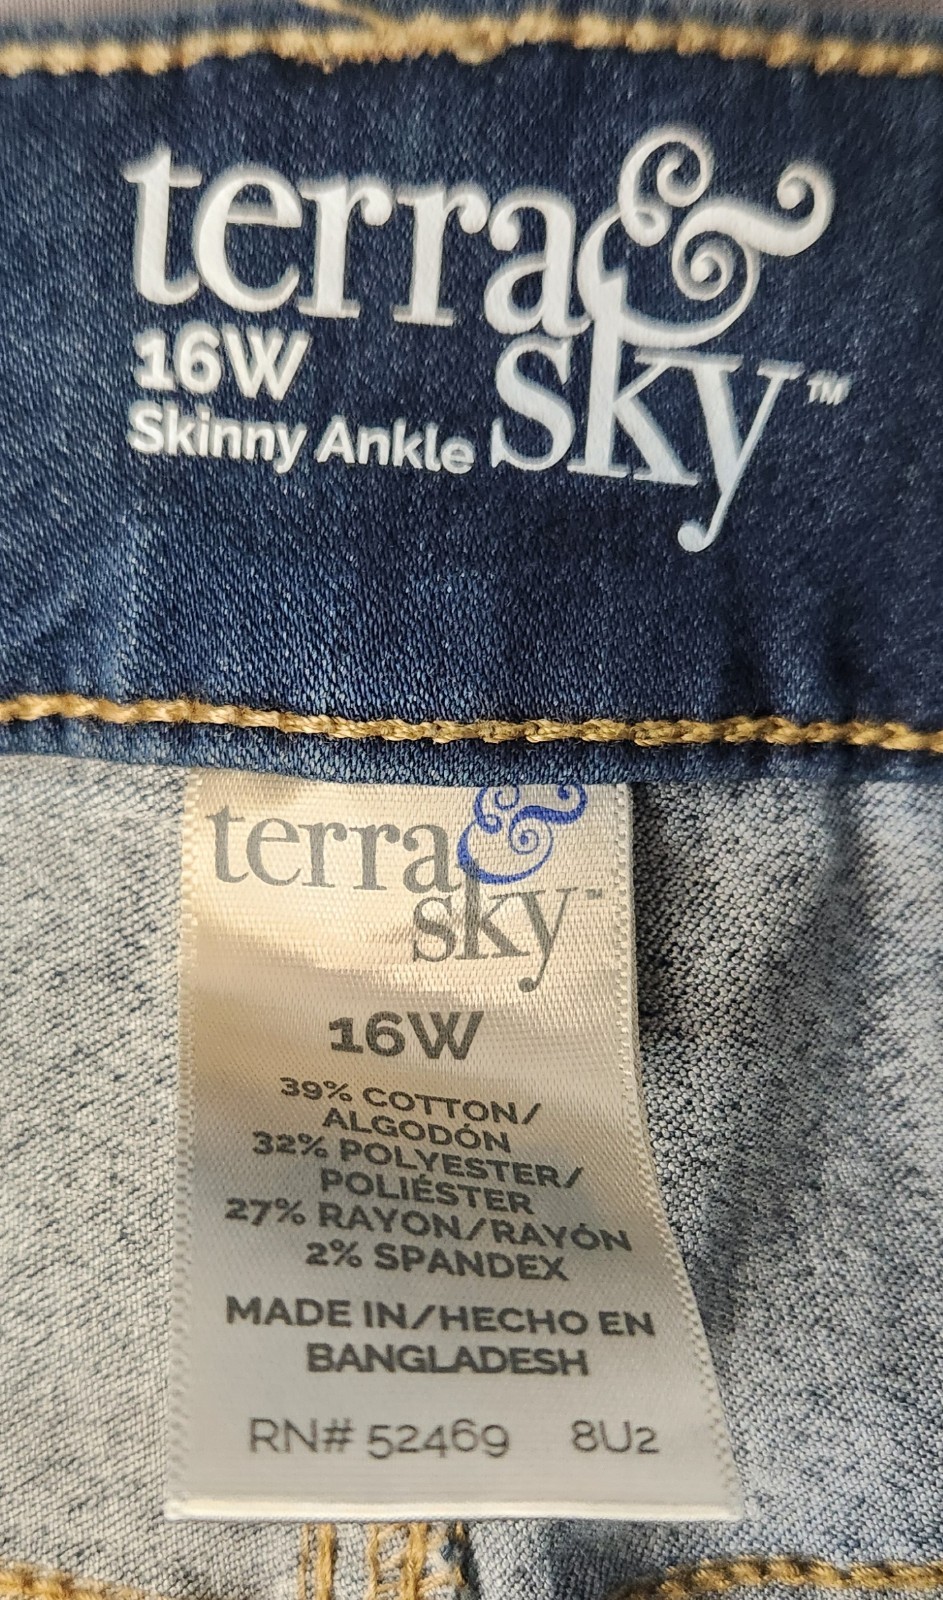 terra&
sky™
16W
Skinny Ankle
terra&
sky™
16W
39% COTTON/
ALGODÓN
32% POLYESTER/
POLIÉSTER
27% RAYON/RAYÓN
2% SPANDEX
MADE IN/HECHO EN
BANGLADESH
RN# 52469 8U2